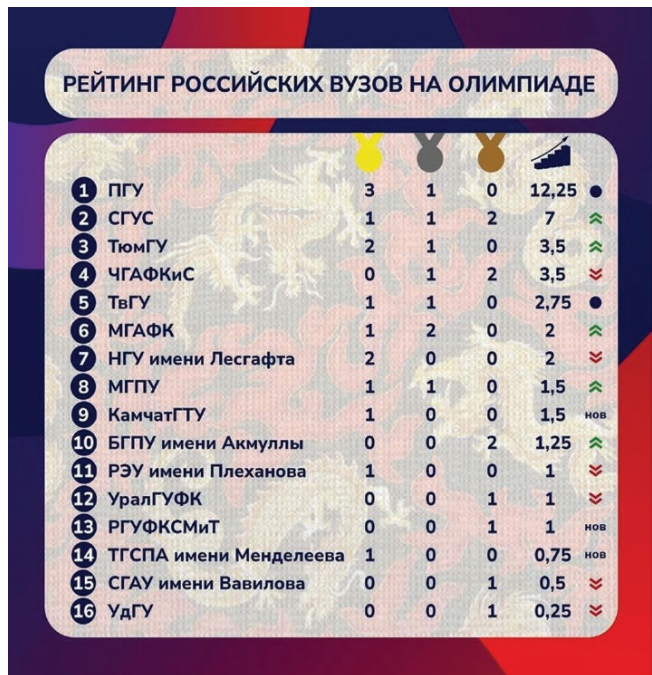 РЕЙТИНГ РОССИЙСКИХ ВУЗОВ НА ОЛИМПИАДЕ
1 ПГУ 3 1 0 12,25
2 СГУС 1 1 2 7
3 ТюмГУ 2 1 0 3,5
4 ЧГАФКиС 0 1 2 3,5
5 ТвГУ 1 1 0 2,75
6 МГАФК 1 2 0 2
7 НГУ имени Лесгафта 2 0 0 2
8 МГПУ 1 1 0 1,5
9 КамчатГТУ 1 0 0 1,5 нов
10 БГПУ имени Акмуллы 0 0 2 1,25
11 РЭУ имени Плеханова 1 0 0 1
12 УралГУФК 0 0 1 1
13 РГУФКСМиТ 0 0 1 1 нов
14 ТГСПА имени Менделеева 1 0 0 0,75 нов
15 СГАУ имени Вавилова 0 0 1 0,5
16 УдГУ 0 0 1 0,25